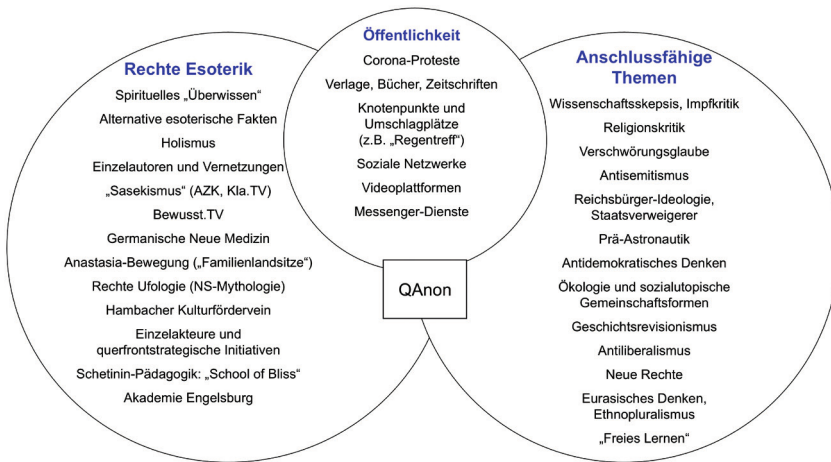 Rechte Esoterik
Spirituelles „Überwissen“
Alternative esoterische Fakten
Holismus
Einzelautoren und Vernetzungen
„Sasekismus“ (AZK, Kla.TV)
Bewusst.TV
Germanische Neue Medizin
Anastasia-Bewegung („Familienlandsitze“)
Rechte Ufologie (NS-Mythologie)
Hambacher Kulturfördervein
Einzelakteure und
querfrontstrategische Initiativen
Schetinin-Pädagogik: „School of Bliss“
Akademie Engelsburg
Öffentlichkeit
Corona-Proteste
Verlage, Bücher, Zeitschriften
Knotenpunkte und
Umschlagplätze
(z.B. „Regentreff“)
Soziale Netzwerke
Videoplattformen
Messenger-Dienste
QAnon
Anschlussfähige
Themen
Wissenschaftsskepsis, Impfkritik
Religionskritik
Verschwörungsglaube
Antisemitismus
Reichsbürger-Ideologie,
Staatsverweigerer
Prä-Astronautik
Antidemokratisches Denken
Ökologie und sozialutopische
Gemeinschaftsformen
Geschichtsrevisionismus
Antiliberalismus
Neue Rechte
Eurasisches Denken,
Ethnopluralismus
„Freies Lernen“